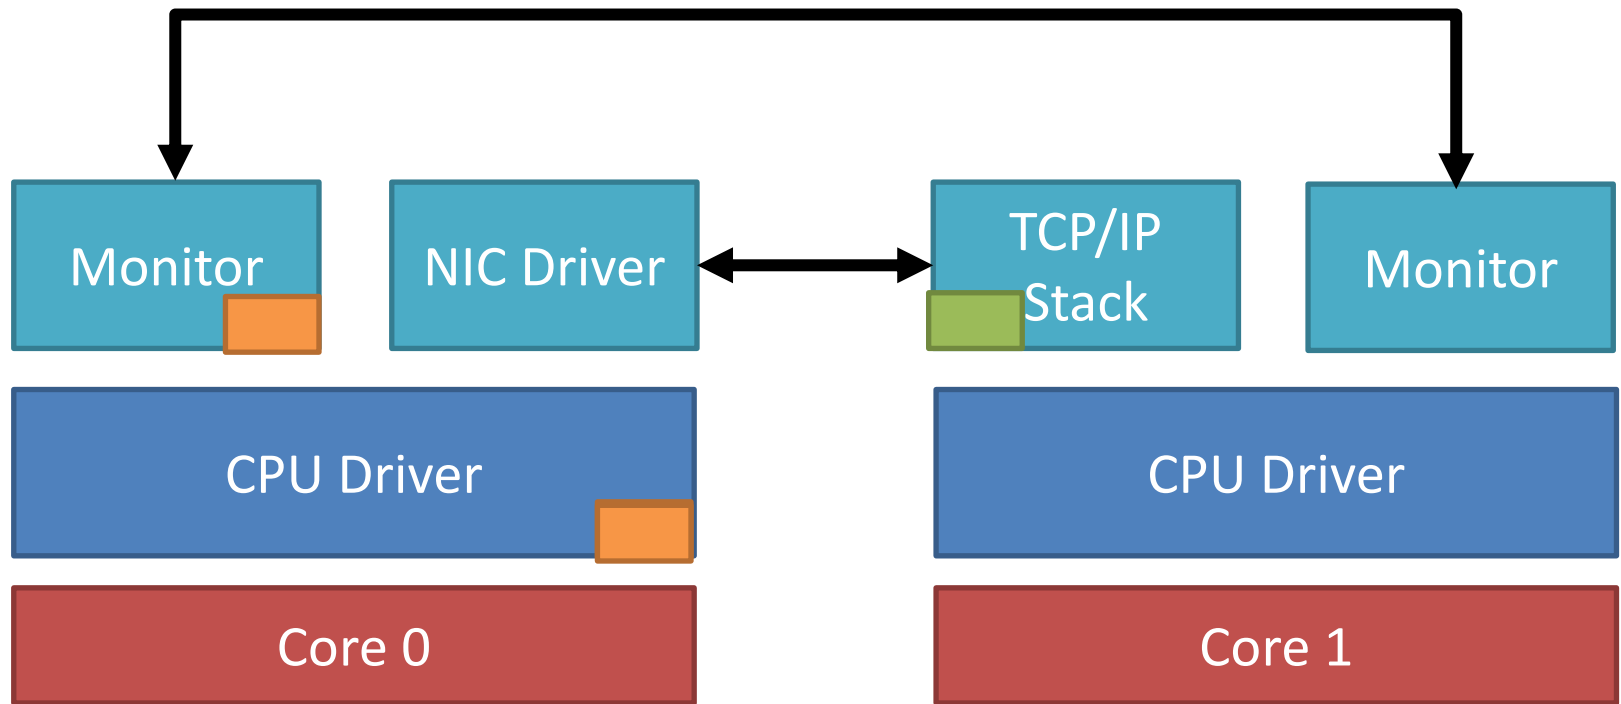 Monitor
NIC Driver
TCP/IP
Stack
Monitor
CPU Driver
CPU Driver
Core 0
Core 1